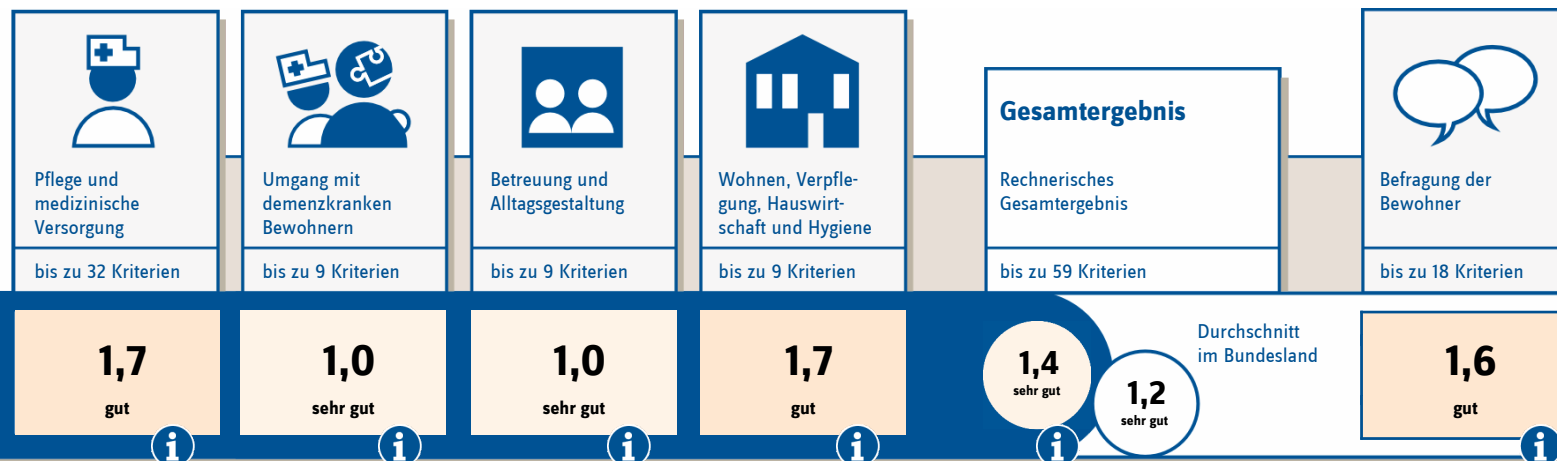 Pflege und
medizinische
Versorgung
bis zu 32 Kriterien
1,7
gut
Umgang mit
demenzkranken
Bewohnern
bis zu 9 Kriterien
1,0
sehr gut
Betreuung und
Alltagsgestaltung
bis zu 9 Kriterien
1,0
sehr gut
Wohnen, Verpfle-
gung, Hauswirt-
schaft und Hygiene
bis zu 9 Kriterien
1,7
gut
Gesamtergebnis
Rechnerisches
Gesamtergebnis
bis zu 59 Kriterien
1,4
sehr gut
1,2
sehr gut
Durchschnitt
im Bundesland
Befragung der
Bewohner
bis zu 18 Kriterien
1,6
gut